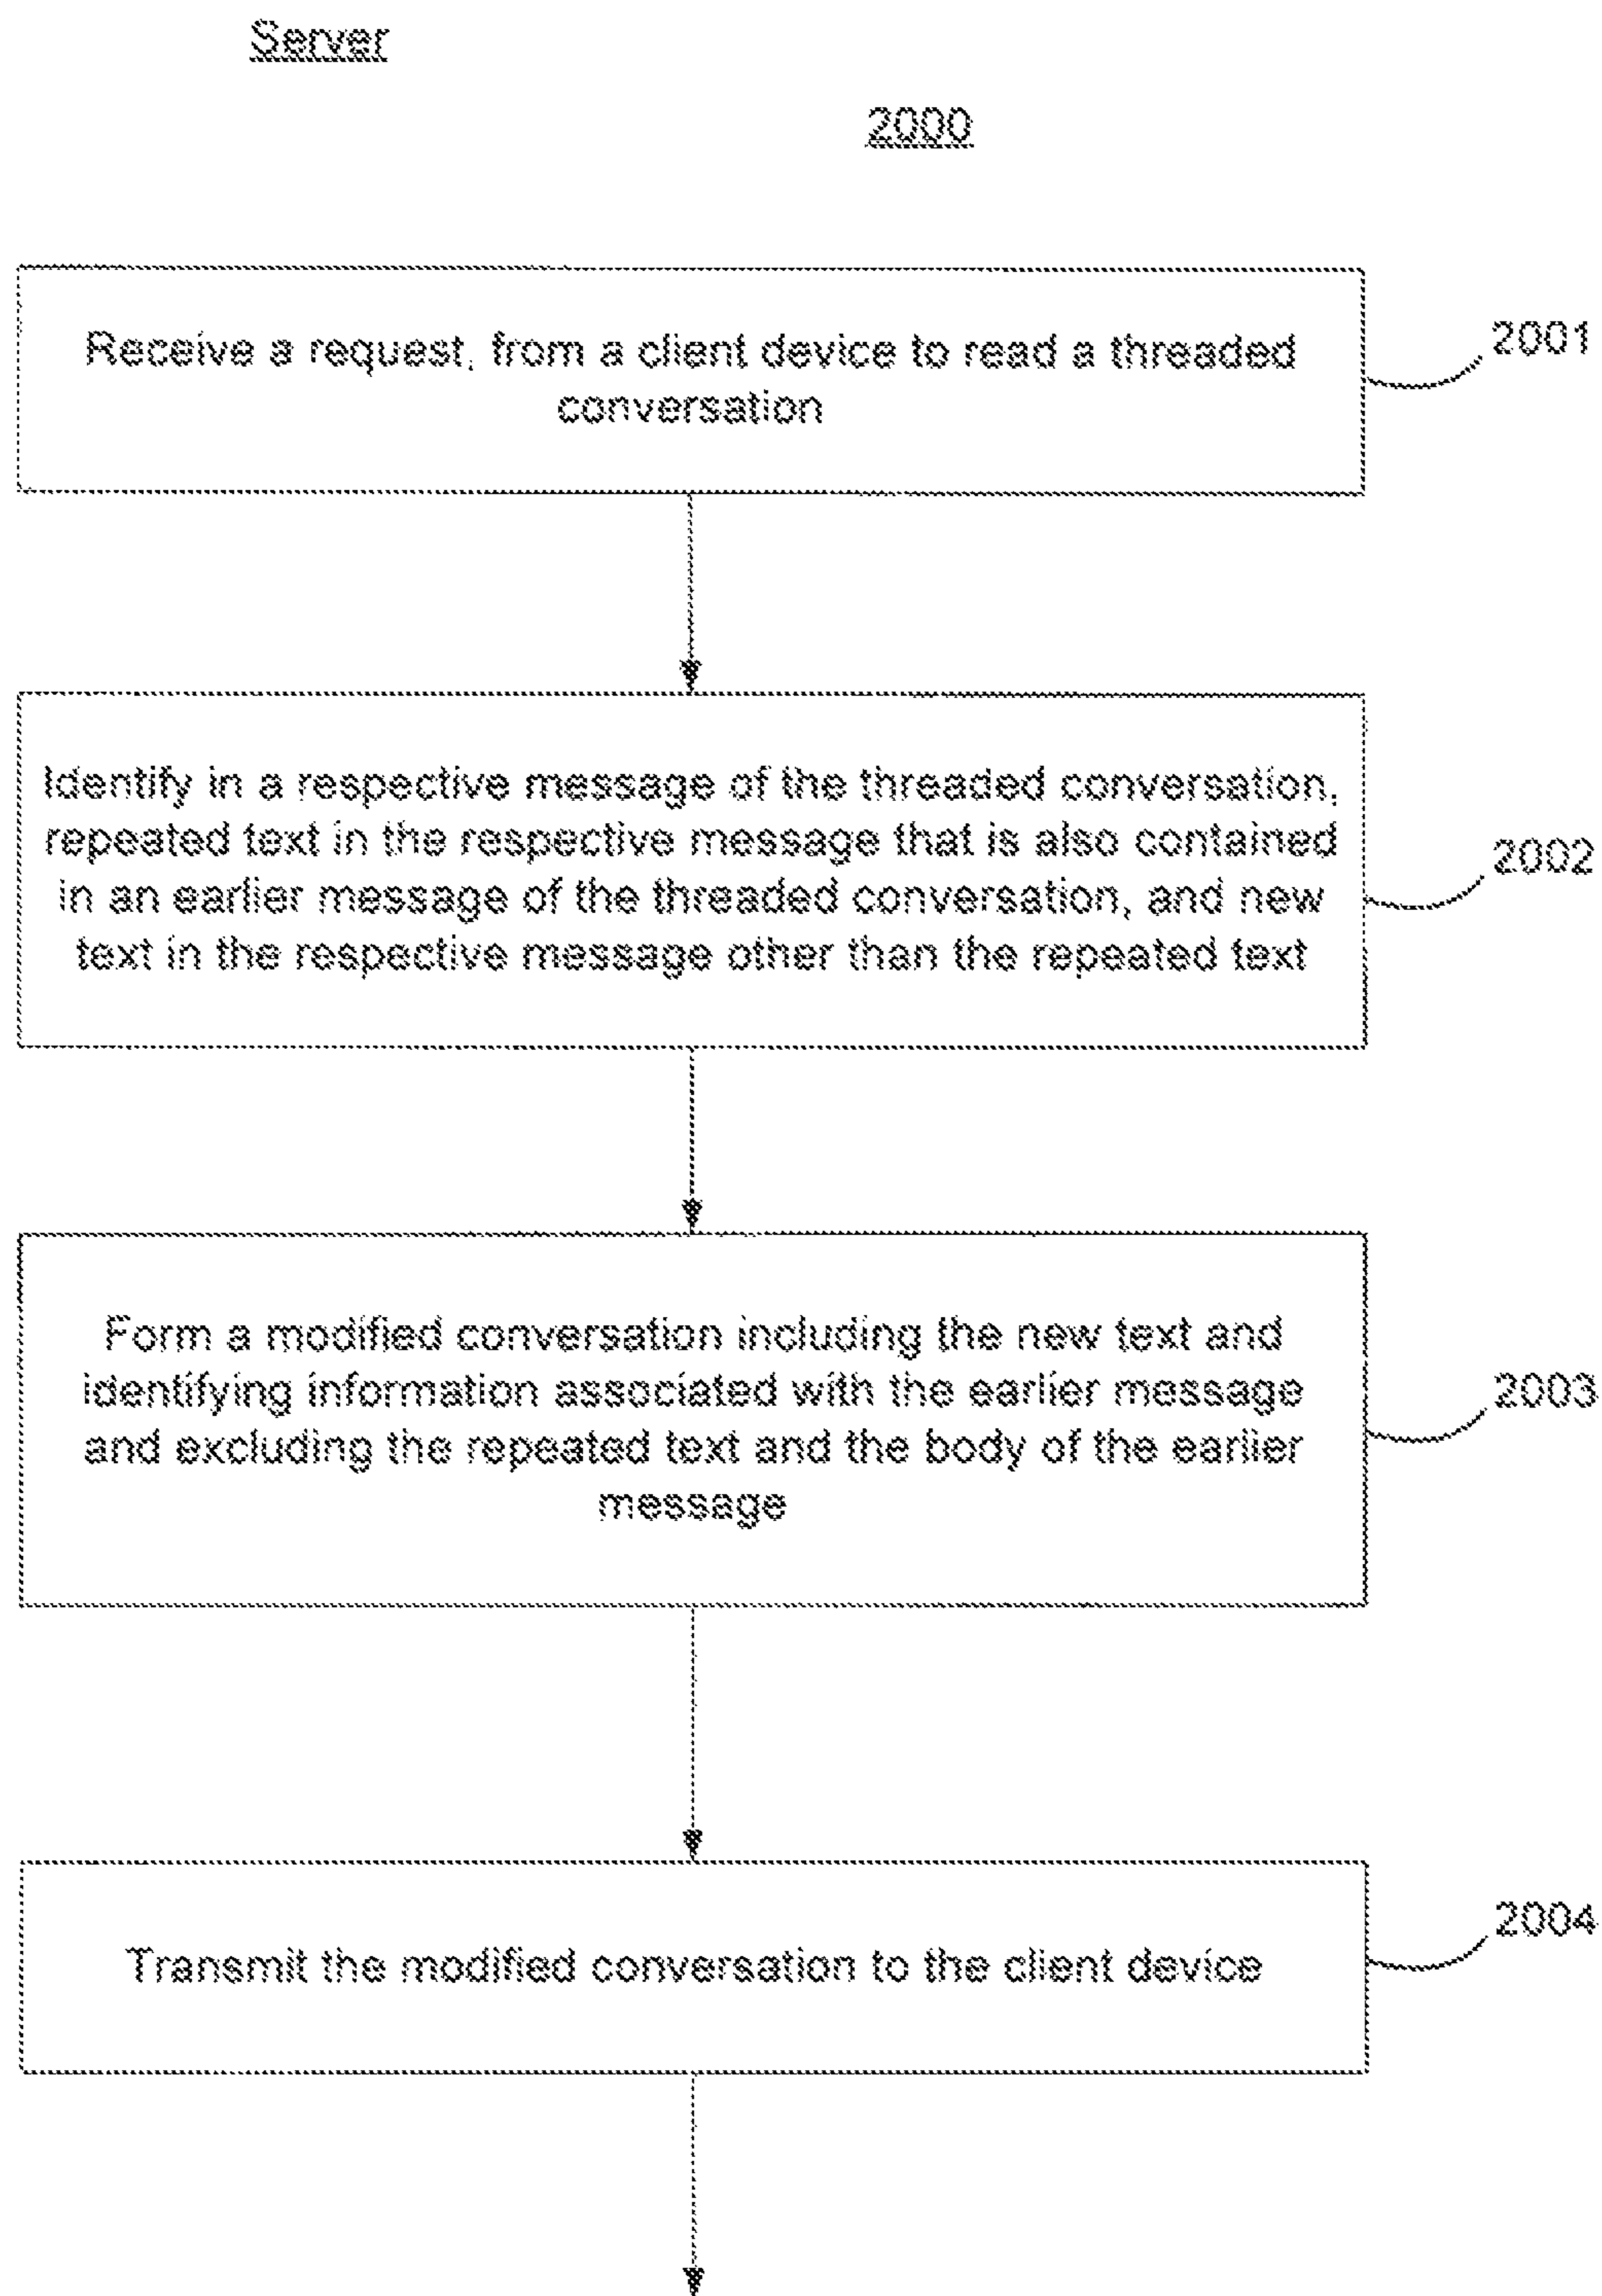 Server
2000
Receive a request, from a client device to read a threaded
conversation
2001
Identify in a respective message of the threaded conversation,
repeated text in the respective message that is also contained
in an earlier message of the threaded conversation, and new
text in the respective message other than the repeated text
2002
Form a modified conversation including the new text and
identifying information associated with the earlier message
and excluding the repeated text and the body of the earlier
message
2003
Transmit the modified conversation to the client device
2004